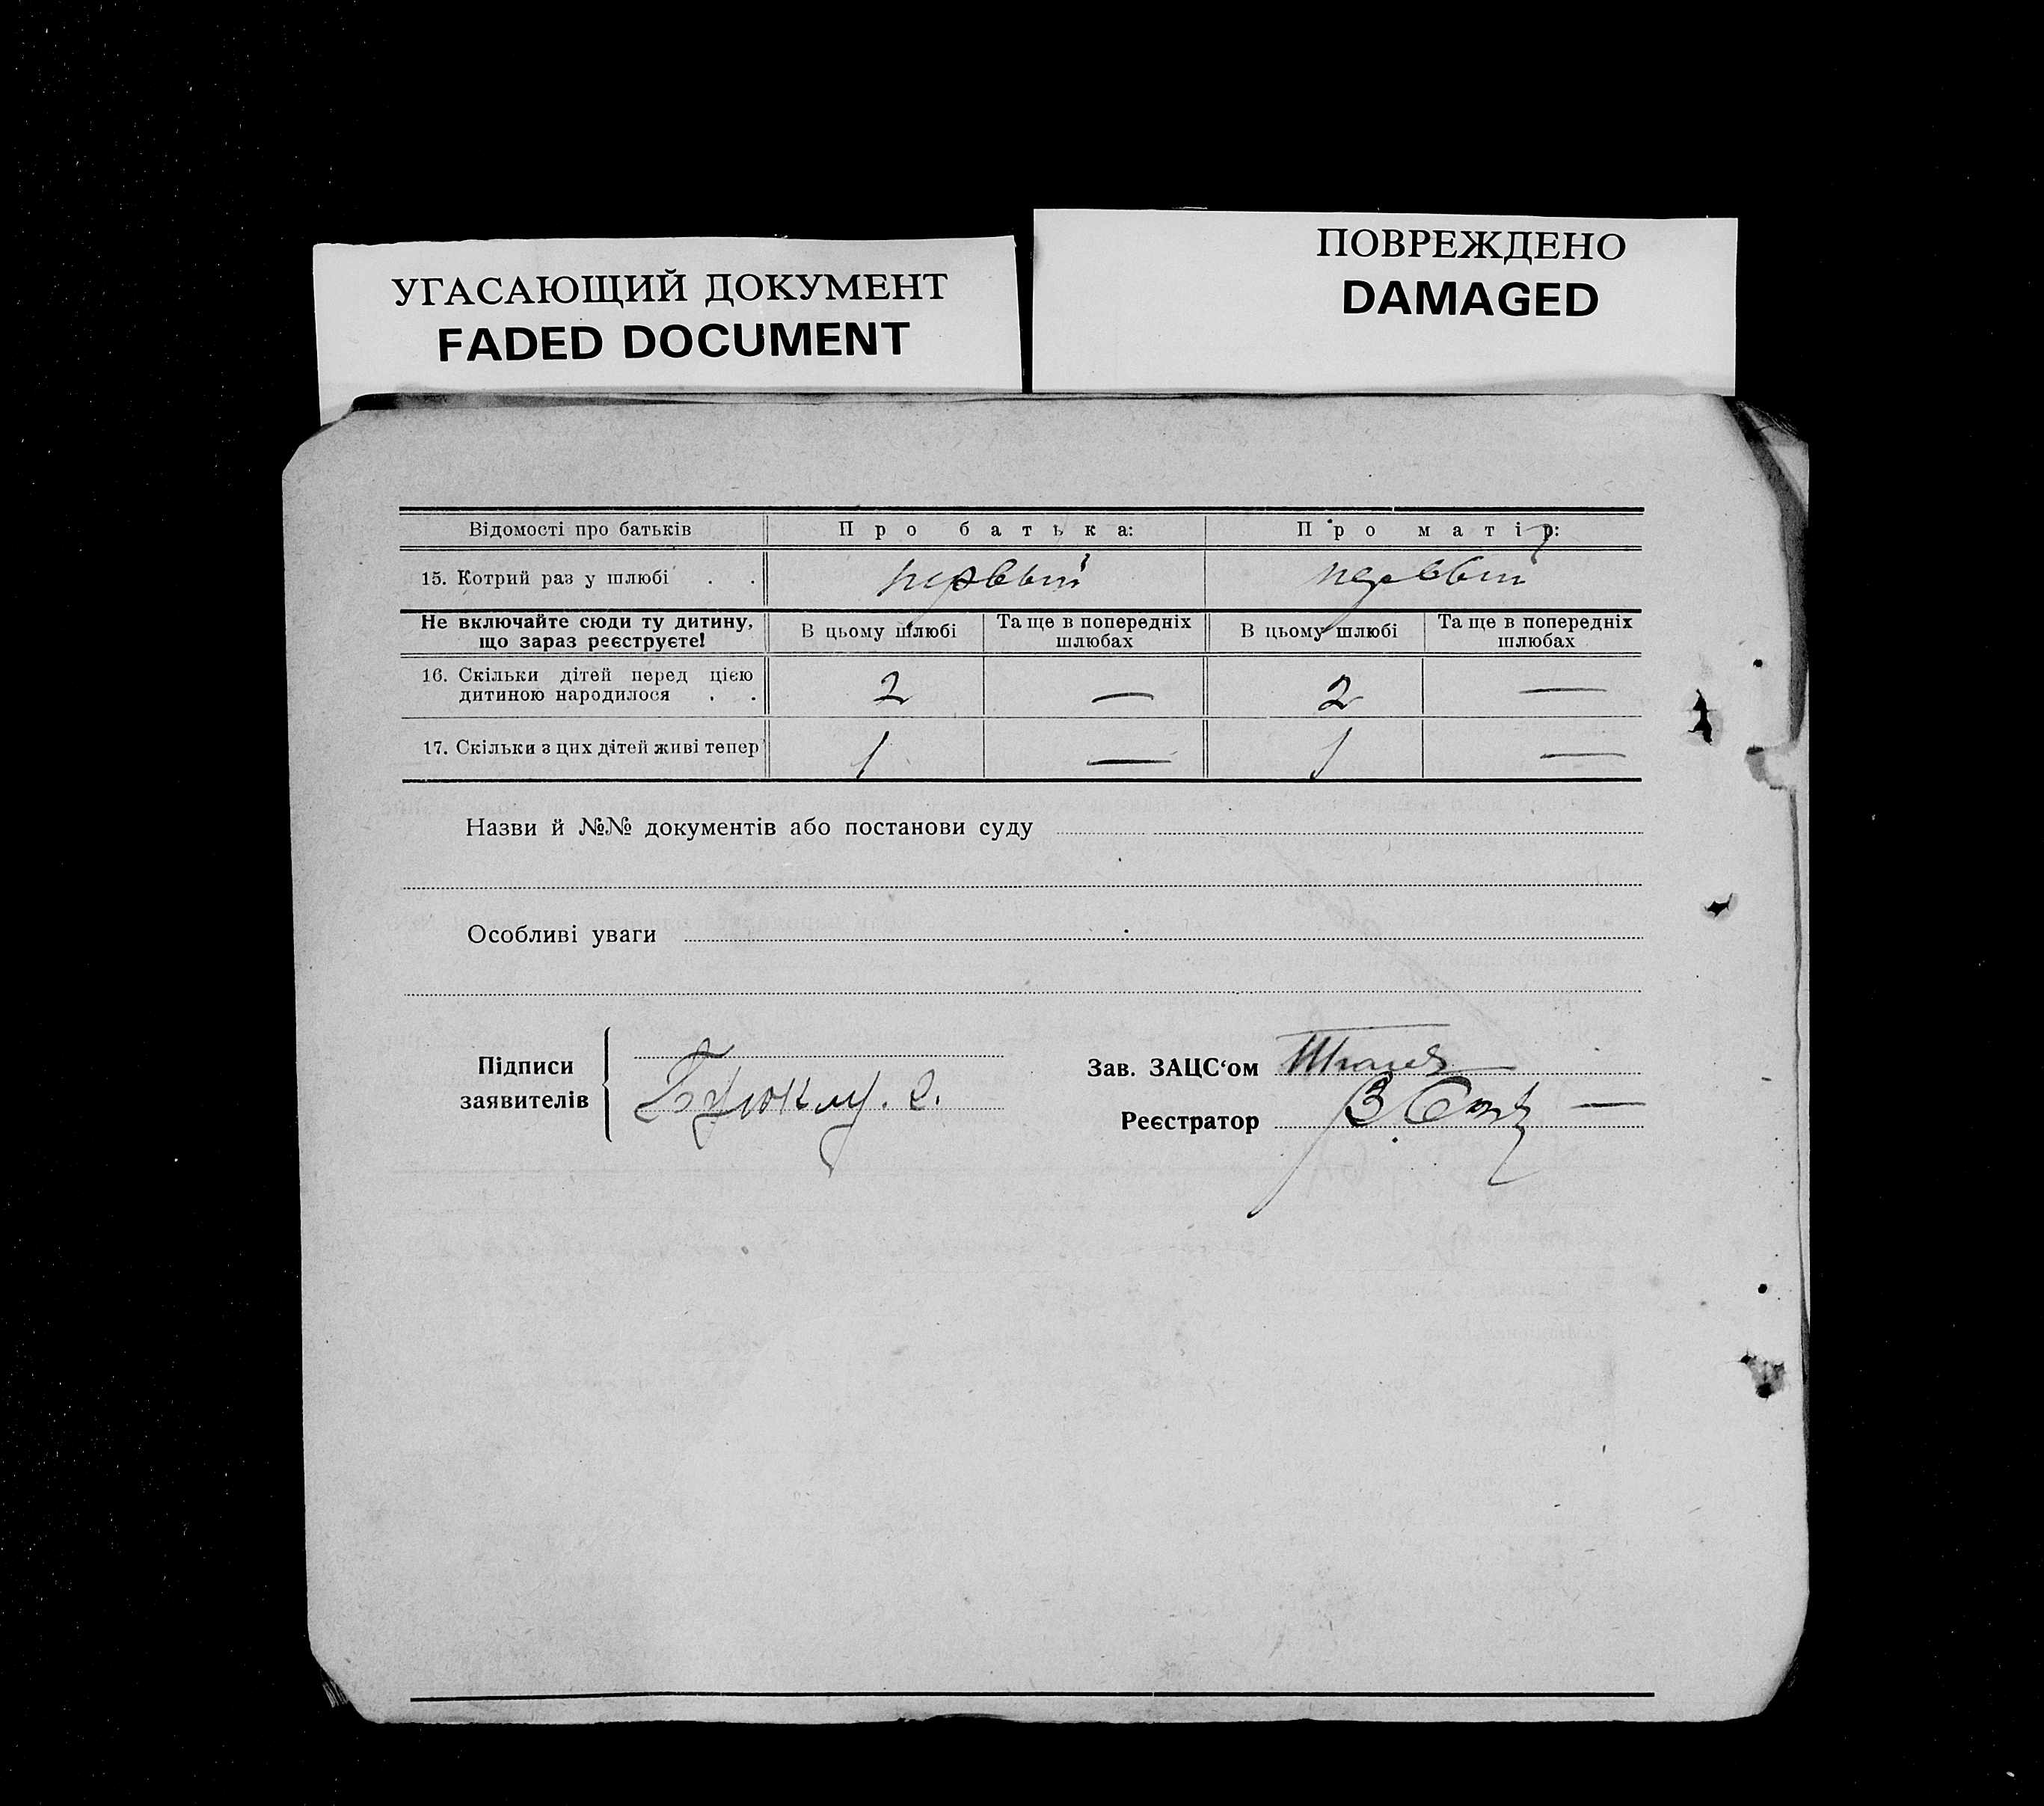 УГАСАЮЩИЙ ДОКУМЕНТ
FADED DOCUMENT
ПОВРЕЖДЕНО
DAMAGED
Відомості про батьків Про батька: Про матір:
15. Котрий раз у шлюбі . . первый первый
Не включайте сюди ту дитину, що зараз реєструєте! В цьому шлюбі Та ще в попередніх шлюбах В цьому шлюбі Та ще в попередніх шлюбах
16. Скільки дітей перед цією дитиною народилося . . 2 — 2 —
17. Скільки з цих дітей живі тепер 1 — 1 —
Назви й №№ документів або постанови суду
Особливі уваги
Підписи заявителів
Зав. ЗАЦС‘ом
Реєстратор